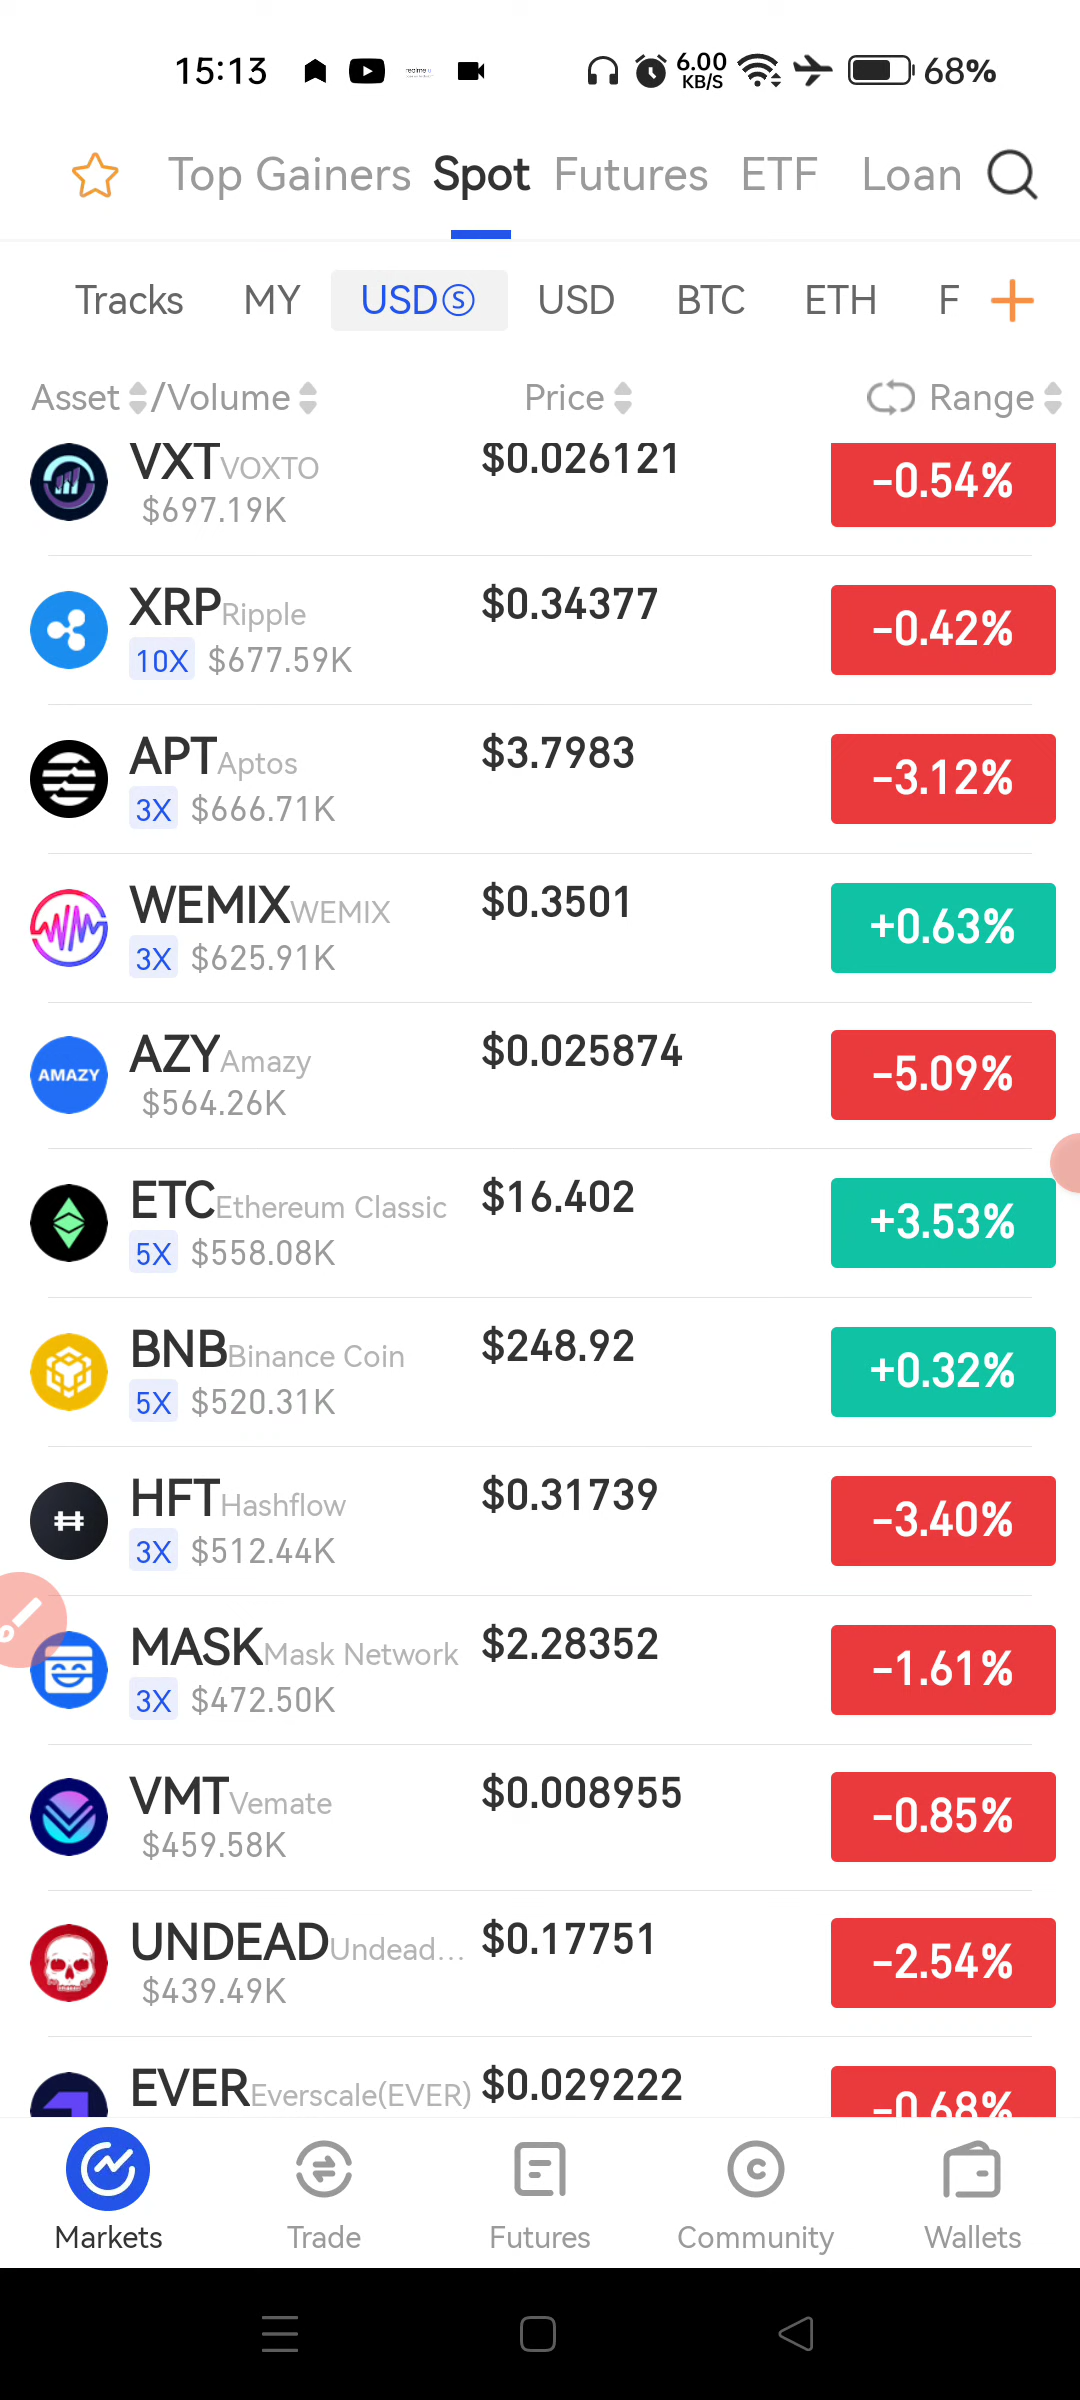 15:13 6.00 KB/S 68%
Top Gainers Spot Futures ETF Loan
Tracks MY USDⓈ USD BTC ETH F
Asset /Volume Price Range
VXT VOXTO $0.026121 -0.54%
$697.19K
XRP Ripple $0.34377 -0.42%
10X $677.59K
APT Aptos $3.7983 -3.12%
3X $666.71K
WEMIX WEMIX $0.3501 +0.63%
3X $625.91K
AMAZY AZY Amazy $0.025874 -5.09%
$564.26K
ETC Ethereum Classic $16.402 +3.53%
5X $558.08K
BNB Binance Coin $248.92 +0.32%
5X $520.31K
HFT Hashflow $0.31739 -3.40%
3X $512.44K
MASK Mask Network $2.28352 -1.61%
3X $472.50K
VMT Vemate $0.008955 -0.85%
$459.58K
UNDEAD Undead... $0.17751 -2.54%
$439.49K
EVER Everscale(EVER) $0.029222 -0.68%
Markets Trade Futures Community Wallets